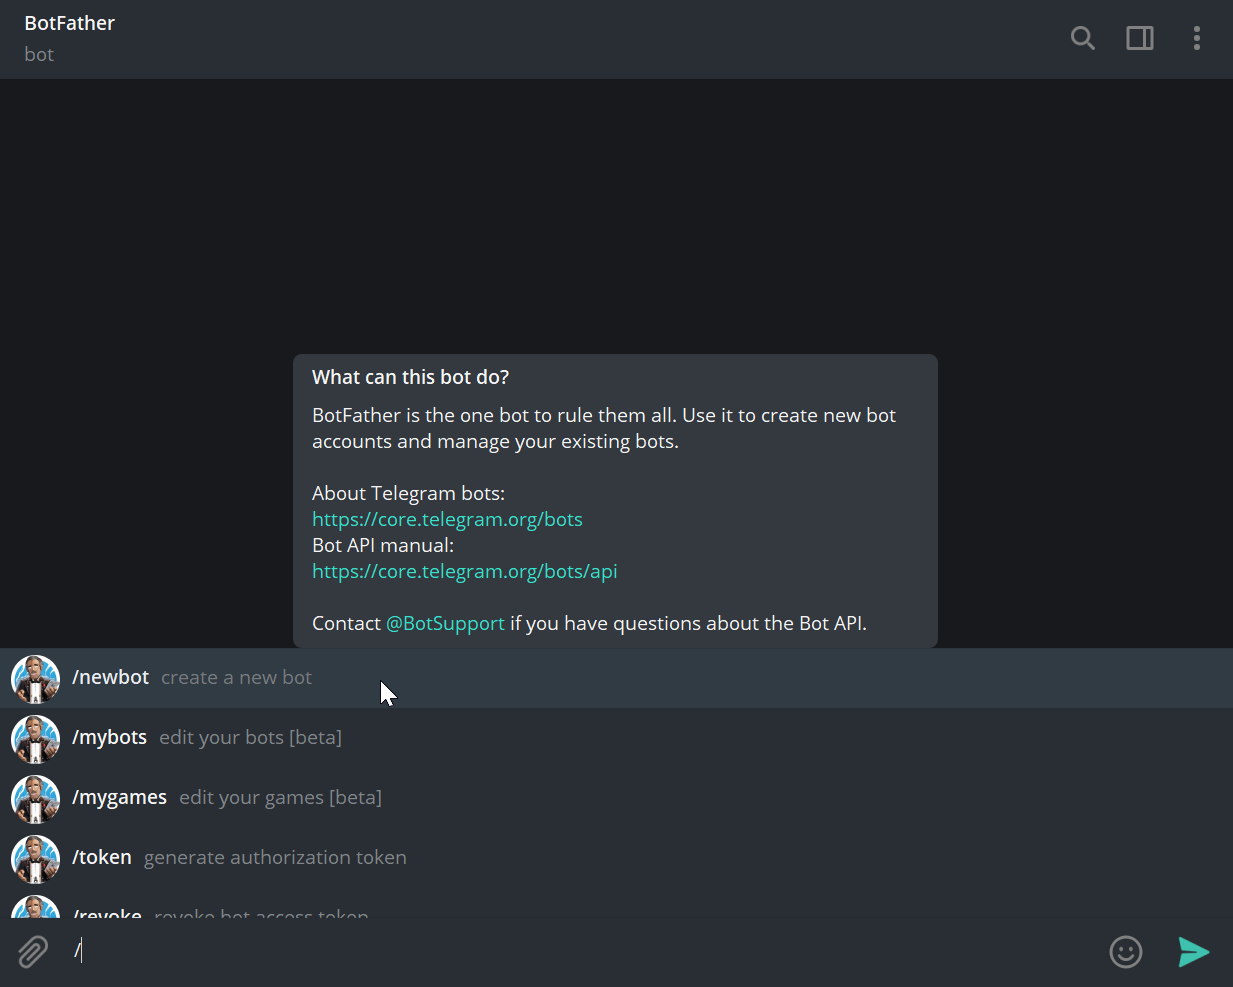 BotFather
bot
What can this bot do?
BotFather is the one bot to rule them all. Use it to create new bot
accounts and manage your existing bots.
About Telegram bots:
https://core.telegram.org/bots
Bot API manual:
https://core.telegram.org/bots/api
Contact @BotSupport if you have questions about the Bot API.
/newbot create a new bot
/mybots edit your bots [beta]
/mygames edit your games [beta]
/token generate authorization token
/revoke revoke bot access token
/